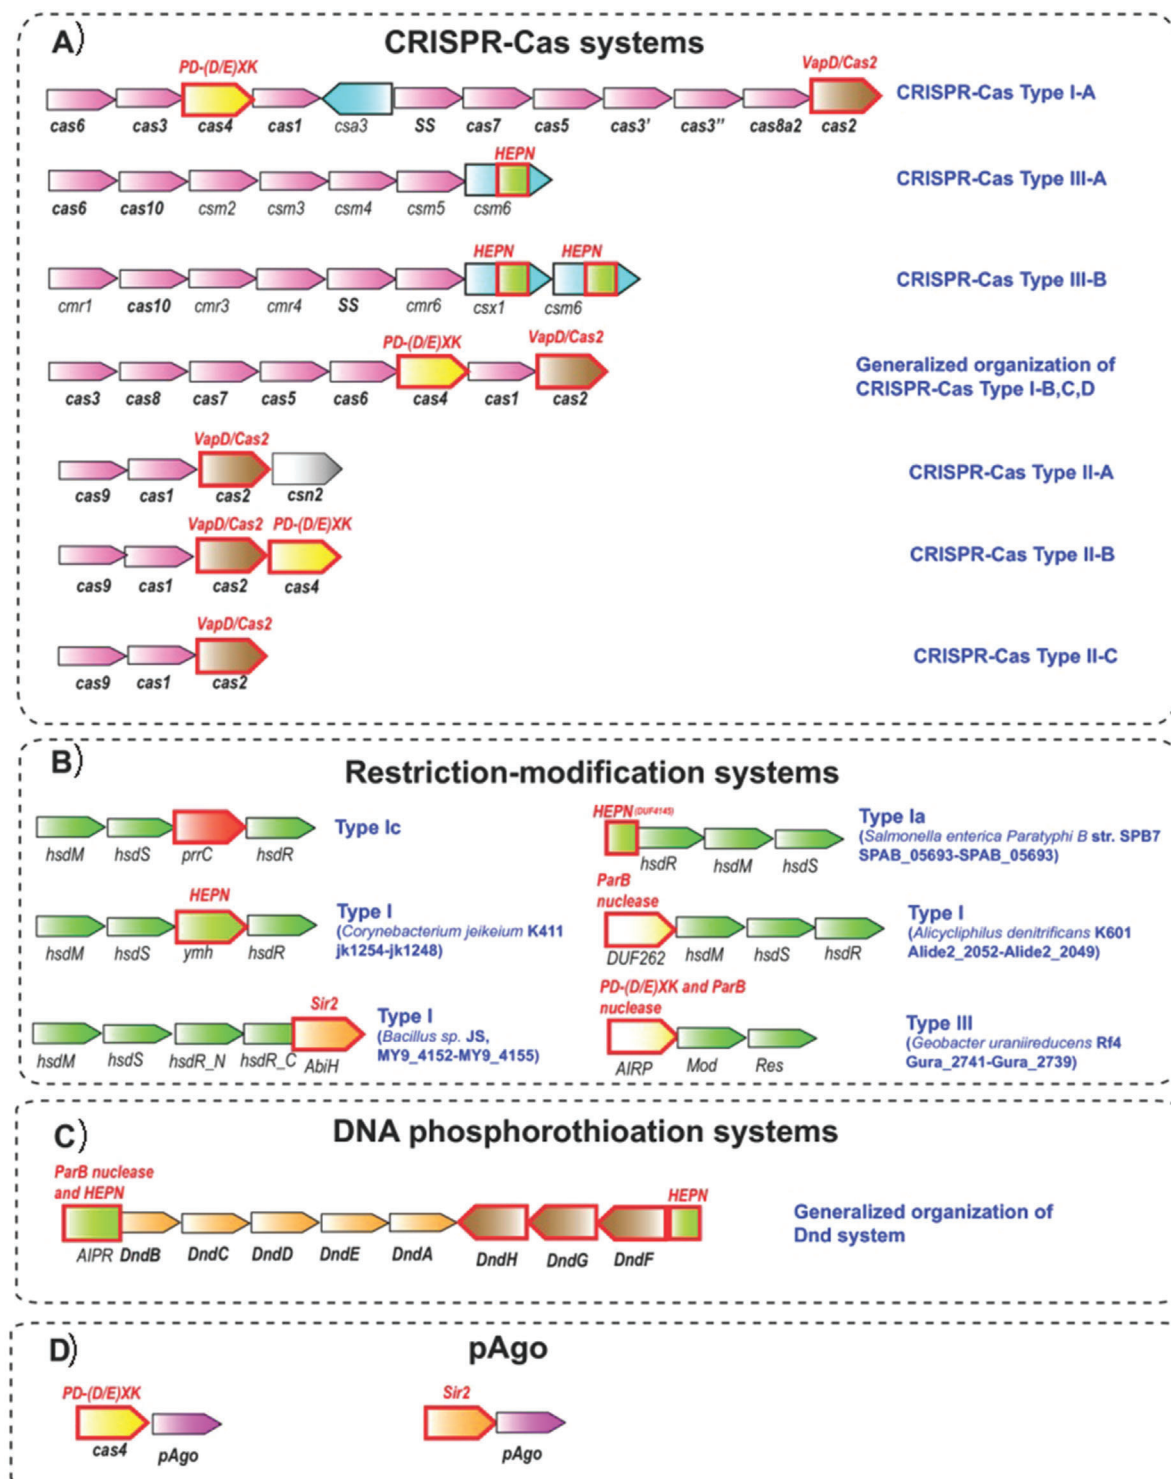 A)
CRISPR-Cas systems
PD-(D/E)XK VapD/Cas2
CRISPR-Cas Type I-A
cas6 cas3 cas4 cas1 csa3 SS cas7 cas5 cas3' cas3'' cas8a2 cas2
HEPN
CRISPR-Cas Type III-A
cas6 cas10 csm2 csm3 csm4 csm5 csm6
HEPN HEPN
CRISPR-Cas Type III-B
cmr1 cas10 cmr3 cmr4 SS cmr6 csx1 csm6
PD-(D/E)XK VapD/Cas2
Generalized organization of
CRISPR-Cas Type I-B,C,D
cas3 cas8 cas7 cas5 cas6 cas4 cas1 cas2
VapD/Cas2
CRISPR-Cas Type II-A
cas9 cas1 cas2 csn2
VapD/Cas2 PD-(D/E)XK
CRISPR-Cas Type II-B
cas9 cas1 cas2 cas4
VapD/Cas2
CRISPR-Cas Type II-C
cas9 cas1 cas2
B)
Restriction-modification systems
Type Ic
hsdM hsdS prrC hsdR
HEPN (DUF4145)
Type Ia
(Salmonella enterica Paratyphi B str. SPB7
SPAB_05693-SPAB_05693)
hsdR hsdM hsdS
HEPN
Type I
(Corynebacterium jeikeium K411
jk1254-jk1248)
hsdM hsdS ymh hsdR
ParB
nuclease
Type I
(Alicycliphilus denitrificans K601
Alide2_2052-Alide2_2049)
DUF262 hsdM hsdS hsdR
Sir2
Type I
(Bacillus sp. JS,
MY9_4152-MY9_4155)
hsdM hsdS hsdR_N hsdR_C AbiH
PD-(D/E)XK and ParB
nuclease
Type III
(Geobacter uraniireducens Rf4
Gura_2741-Gura_2739)
AIRP Mod Res
C)
DNA phosphorothioation systems
ParB nuclease
and HEPN
HEPN
Generalized organization of
Dnd system
AIPR DndB DndC DndD DndE DndA DndH DndG DndF
D)
pAgo
PD-(D/E)XK
cas4 pAgo
Sir2
pAgo